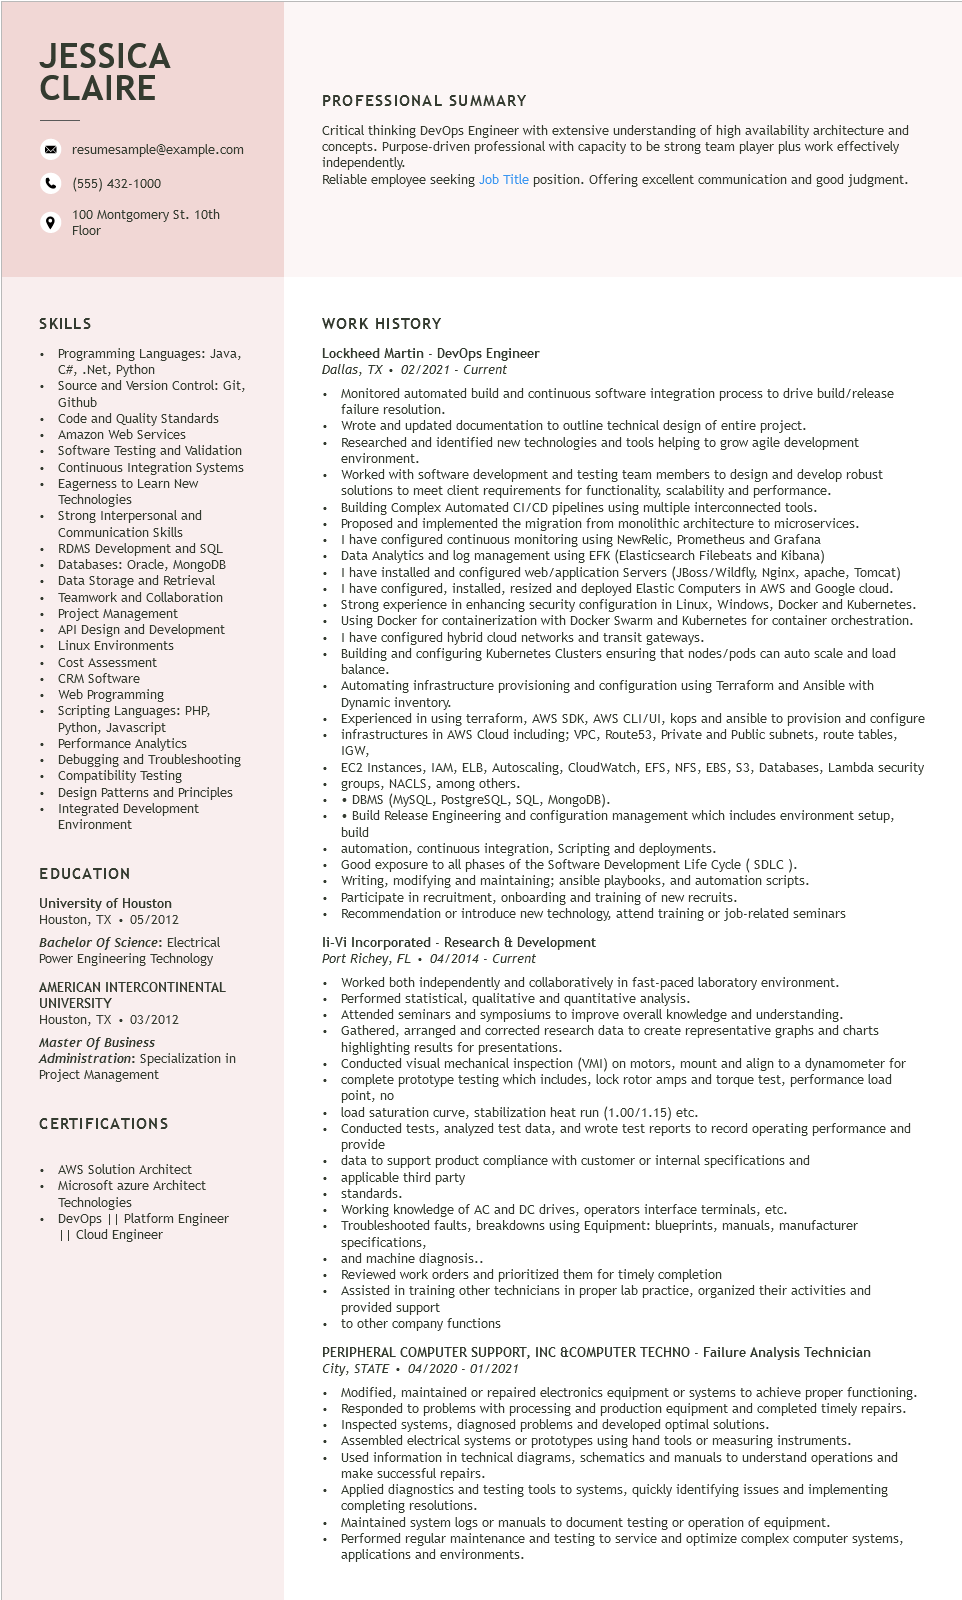 JESSICA
CLAIRE
resumesample@example.com
(555) 432-1000
100 Montgomery St. 10th
Floor
PROFESSIONAL SUMMARY
Critical thinking DevOps Engineer with extensive understanding of high availability architecture and
concepts. Purpose-driven professional with capacity to be strong team player plus work effectively
independently.
Reliable employee seeking Job Title position. Offering excellent communication and good judgment.
SKILLS
• Programming Languages: Java,
C#, .Net, Python
• Source and Version Control: Git,
Github
• Code and Quality Standards
• Amazon Web Services
• Software Testing and Validation
• Continuous Integration Systems
• Eagerness to Learn New
Technologies
• Strong Interpersonal and
Communication Skills
• RDMS Development and SQL
• Databases: Oracle, MongoDB
• Data Storage and Retrieval
• Teamwork and Collaboration
• Project Management
• API Design and Development
• Linux Environments
• Cost Assessment
• CRM Software
• Web Programming
• Scripting Languages: PHP,
Python, Javascript
• Performance Analytics
• Debugging and Troubleshooting
• Compatibility Testing
• Design Patterns and Principles
• Integrated Development
Environment
EDUCATION
University of Houston
Houston, TX • 05/2012
Bachelor Of Science: Electrical
Power Engineering Technology
AMERICAN INTERCONTINENTAL
UNIVERSITY
Houston, TX • 03/2012
Master Of Business
Administration: Specialization in
Project Management
CERTIFICATIONS
• AWS Solution Architect
• Microsoft azure Architect
Technologies
• DevOps || Platform Engineer
|| Cloud Engineer
WORK HISTORY
Lockheed Martin - DevOps Engineer
Dallas, TX • 02/2021 - Current
• Monitored automated build and continuous software integration process to drive build/release
failure resolution.
• Wrote and updated documentation to outline technical design of entire project.
• Researched and identified new technologies and tools helping to grow agile development
environment.
• Worked with software development and testing team members to design and develop robust
solutions to meet client requirements for functionality, scalability and performance.
• Building Complex Automated CI/CD pipelines using multiple interconnected tools.
• Proposed and implemented the migration from monolithic architecture to microservices.
• I have configured continuous monitoring using NewRelic, Prometheus and Grafana
• Data Analytics and log management using EFK (Elasticsearch Filebeats and Kibana)
• I have installed and configured web/application Servers (JBoss/Wildfly, Nginx, apache, Tomcat)
• I have configured, installed, resized and deployed Elastic Computers in AWS and Google cloud.
• Strong experience in enhancing security configuration in Linux, Windows, Docker and Kubernetes.
• Using Docker for containerization with Docker Swarm and Kubernetes for container orchestration.
• I have configured hybrid cloud networks and transit gateways.
• Building and configuring Kubernetes Clusters ensuring that nodes/pods can auto scale and load
balance.
• Automating infrastructure provisioning and configuration using Terraform and Ansible with
Dynamic inventory.
• Experienced in using terraform, AWS SDK, AWS CLI/UI, kops and ansible to provision and configure
• infrastructures in AWS Cloud including; VPC, Route53, Private and Public subnets, route tables,
IGW,
• EC2 Instances, IAM, ELB, Autoscaling, CloudWatch, EFS, NFS, EBS, S3, Databases, Lambda security
• groups, NACLS, among others.
• • DBMS (MySQL, PostgreSQL, SQL, MongoDB).
• • Build Release Engineering and configuration management which includes environment setup,
build
• automation, continuous integration, Scripting and deployments.
• Good exposure to all phases of the Software Development Life Cycle ( SDLC ).
• Writing, modifying and maintaining; ansible playbooks, and automation scripts.
• Participate in recruitment, onboarding and training of new recruits.
• Recommendation or introduce new technology, attend training or job-related seminars
Ii-Vi Incorporated - Research & Development
Port Richey, FL • 04/2014 - Current
• Worked both independently and collaboratively in fast-paced laboratory environment.
• Performed statistical, qualitative and quantitative analysis.
• Attended seminars and symposiums to improve overall knowledge and understanding.
• Gathered, arranged and corrected research data to create representative graphs and charts
highlighting results for presentations.
• Conducted visual mechanical inspection (VMI) on motors, mount and align to a dynamometer for
• complete prototype testing which includes, lock rotor amps and torque test, performance load
point, no
• load saturation curve, stabilization heat run (1.00/1.15) etc.
• Conducted tests, analyzed test data, and wrote test reports to record operating performance and
provide
• data to support product compliance with customer or internal specifications and
• applicable third party
• standards.
• Working knowledge of AC and DC drives, operators interface terminals, etc.
• Troubleshooted faults, breakdowns using Equipment: blueprints, manuals, manufacturer
specifications,
• and machine diagnosis..
• Reviewed work orders and prioritized them for timely completion
• Assisted in training other technicians in proper lab practice, organized their activities and
provided support
• to other company functions
PERIPHERAL COMPUTER SUPPORT, INC &COMPUTER TECHNO - Failure Analysis Technician
City, STATE • 04/2020 - 01/2021
• Modified, maintained or repaired electronics equipment or systems to achieve proper functioning.
• Responded to problems with processing and production equipment and completed timely repairs.
• Inspected systems, diagnosed problems and developed optimal solutions.
• Assembled electrical systems or prototypes using hand tools or measuring instruments.
• Used information in technical diagrams, schematics and manuals to understand operations and
make successful repairs.
• Applied diagnostics and testing tools to systems, quickly identifying issues and implementing
completing resolutions.
• Maintained system logs or manuals to document testing or operation of equipment.
• Performed regular maintenance and testing to service and optimize complex computer systems,
applications and environments.